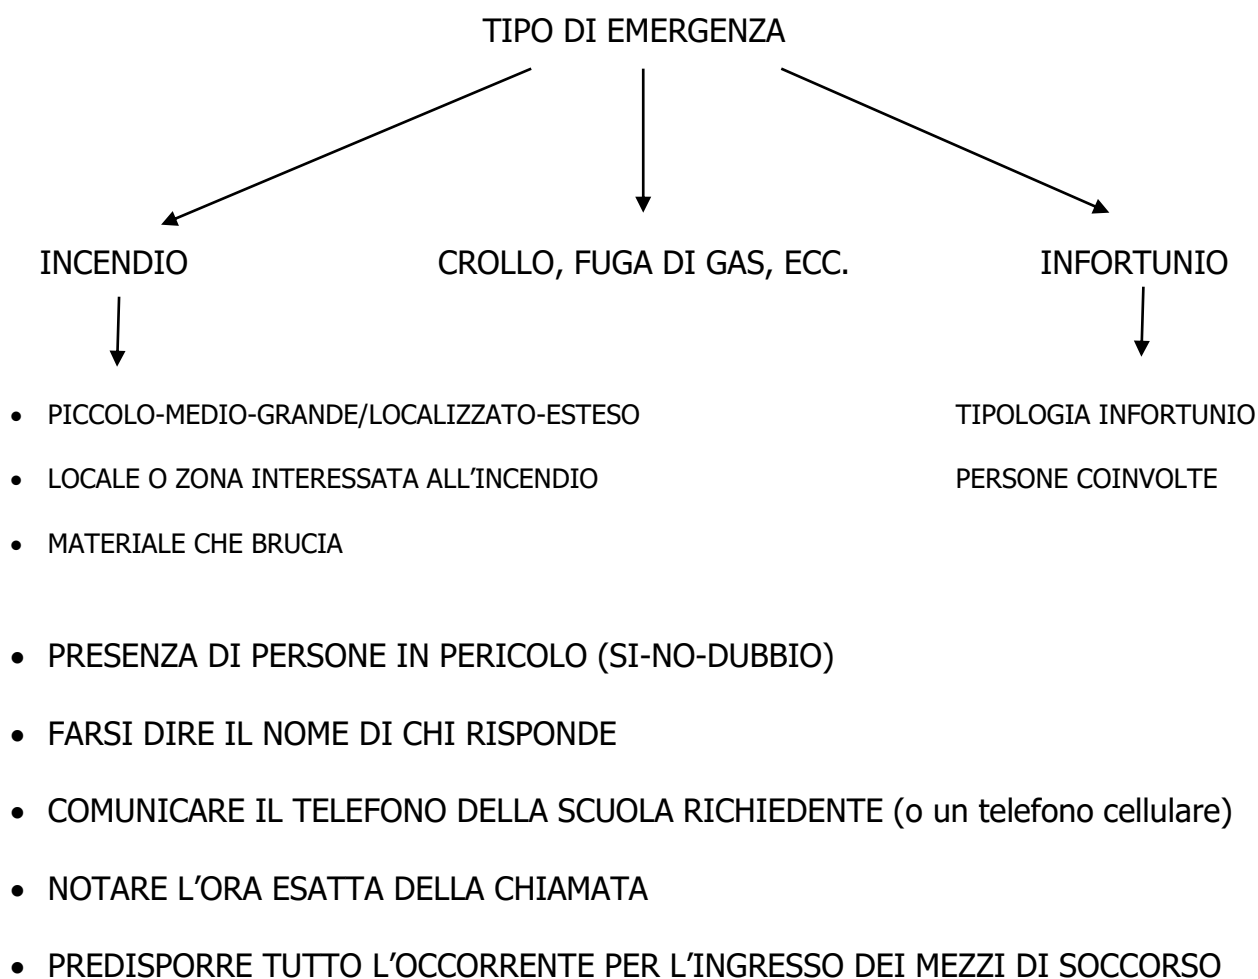 TIPO DI EMERGENZA
INCENDIO CROLLO, FUGA DI GAS, ECC. INFORTUNIO
• PICCOLO-MEDIO-GRANDE/LOCALIZZATO-ESTESO TIPOLOGIA INFORTUNIO
• LOCALE O ZONA INTERESSATA ALL’INCENDIO PERSONE COINVOLTE
• MATERIALE CHE BRUCIA
• PRESENZA DI PERSONE IN PERICOLO (SI-NO-DUBBIO)
• FARSI DIRE IL NOME DI CHI RISPONDE
• COMUNICARE IL TELEFONO DELLA SCUOLA RICHIEDENTE (o un telefono cellulare)
• NOTARE L’ORA ESATTA DELLA CHIAMATA
• PREDISPORRE TUTTO L’OCCORRENTE PER L’INGRESSO DEI MEZZI DI SOCCORSO